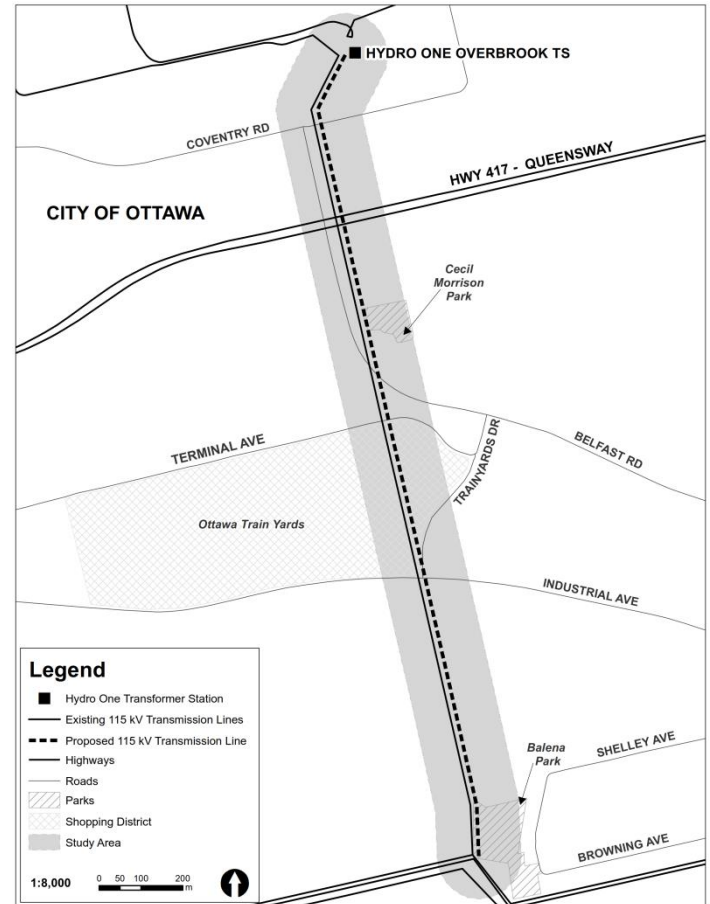 HYDRO ONE OVERBROOK TS
COVENTRY RD
HWY 417 - QUEENSWAY
CITY OF OTTAWA
Cecil
Morrison
Park
TERMINAL AVE
TRAINYARDS DR
BELFAST RD
Ottawa Train Yards
INDUSTRIAL AVE
Legend
Hydro One Transformer Station
Existing 115 kV Transmission Lines
Proposed 115 kV Transmission Line
Highways
Roads
Parks
Shopping District
Study Area
1:8,000
0 50 100 200
m
Balena
Park
SHELLEY AVE
BROWNING AVE